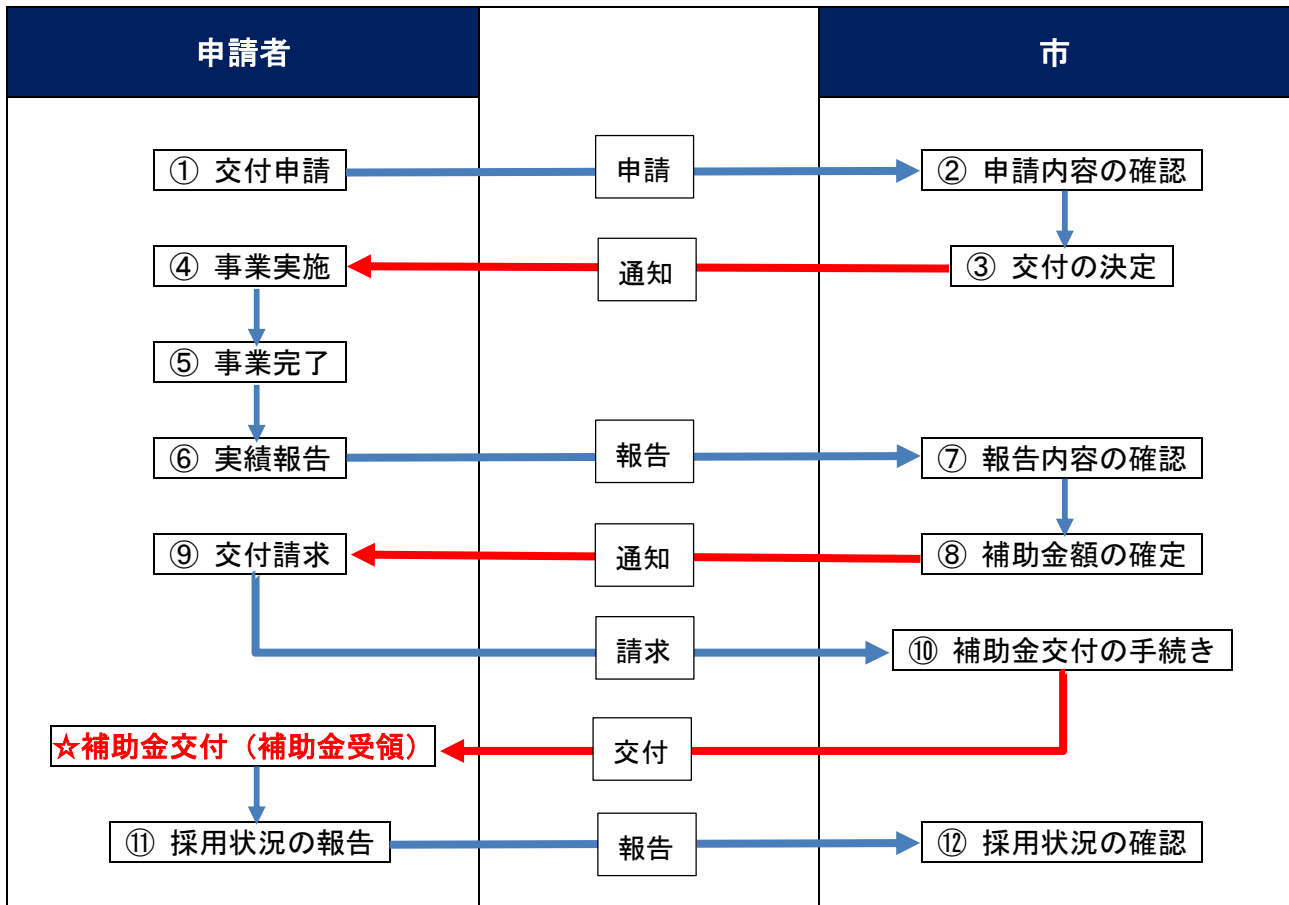 申請者
市
① 交付申請
申請
② 申請内容の確認
④ 事業実施
通知
③ 交付の決定
⑤ 事業完了
⑥ 実績報告
報告
⑦ 報告内容の確認
⑨ 交付請求
通知
⑧ 補助金額の確定
請求
⑩ 補助金交付の手続き
☆補助金交付（補助金受領）
交付
⑪ 採用状況の報告
報告
⑫ 採用状況の確認